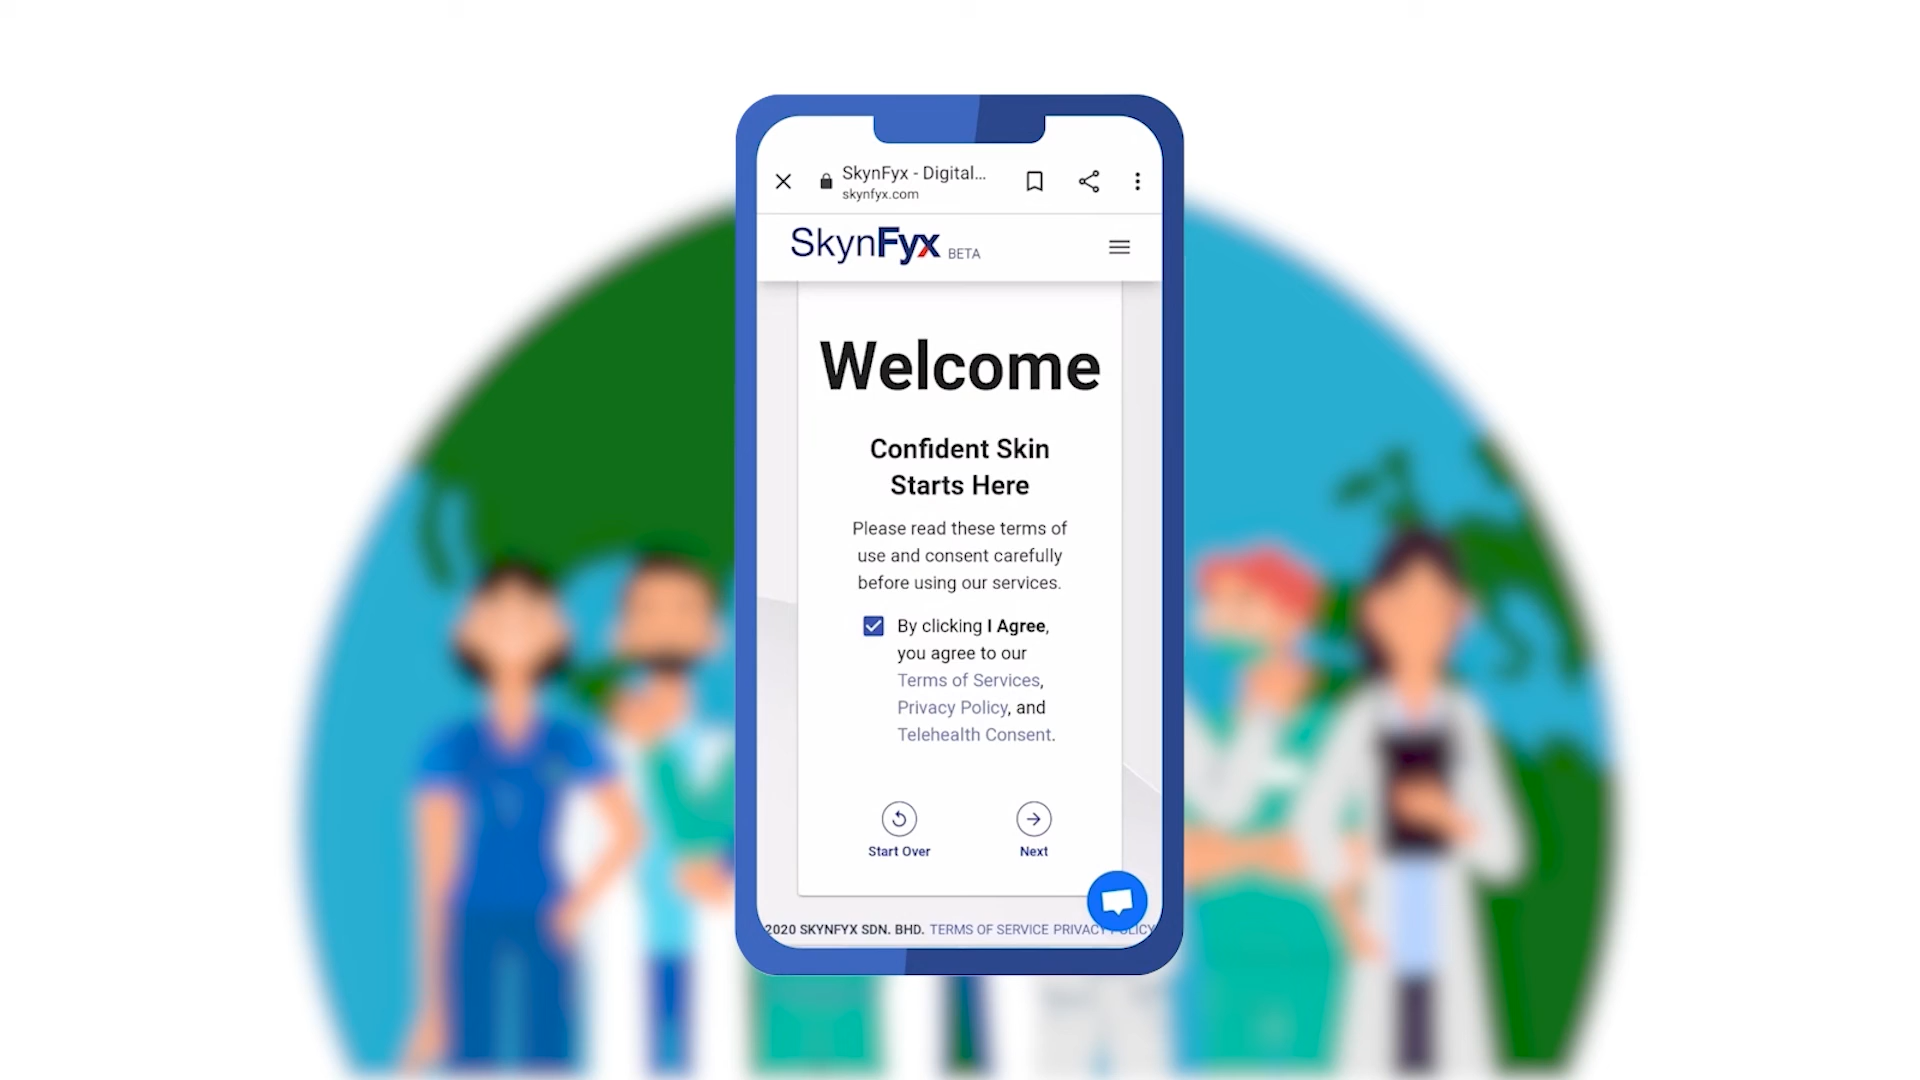 SkynFyx - Digital...
skynfyx.com
SkynFyx BETA
Welcome
Confident Skin
Starts Here
Please read these terms of
use and consent carefully
before using our services.
By clicking I Agree,
you agree to our
Terms of Services,
Privacy Policy, and
Telehealth Consent.
Start Over
Next
2020 SKYNFYX SDN. BHD. TERMS OF SERVICE PRIVACY POLICY